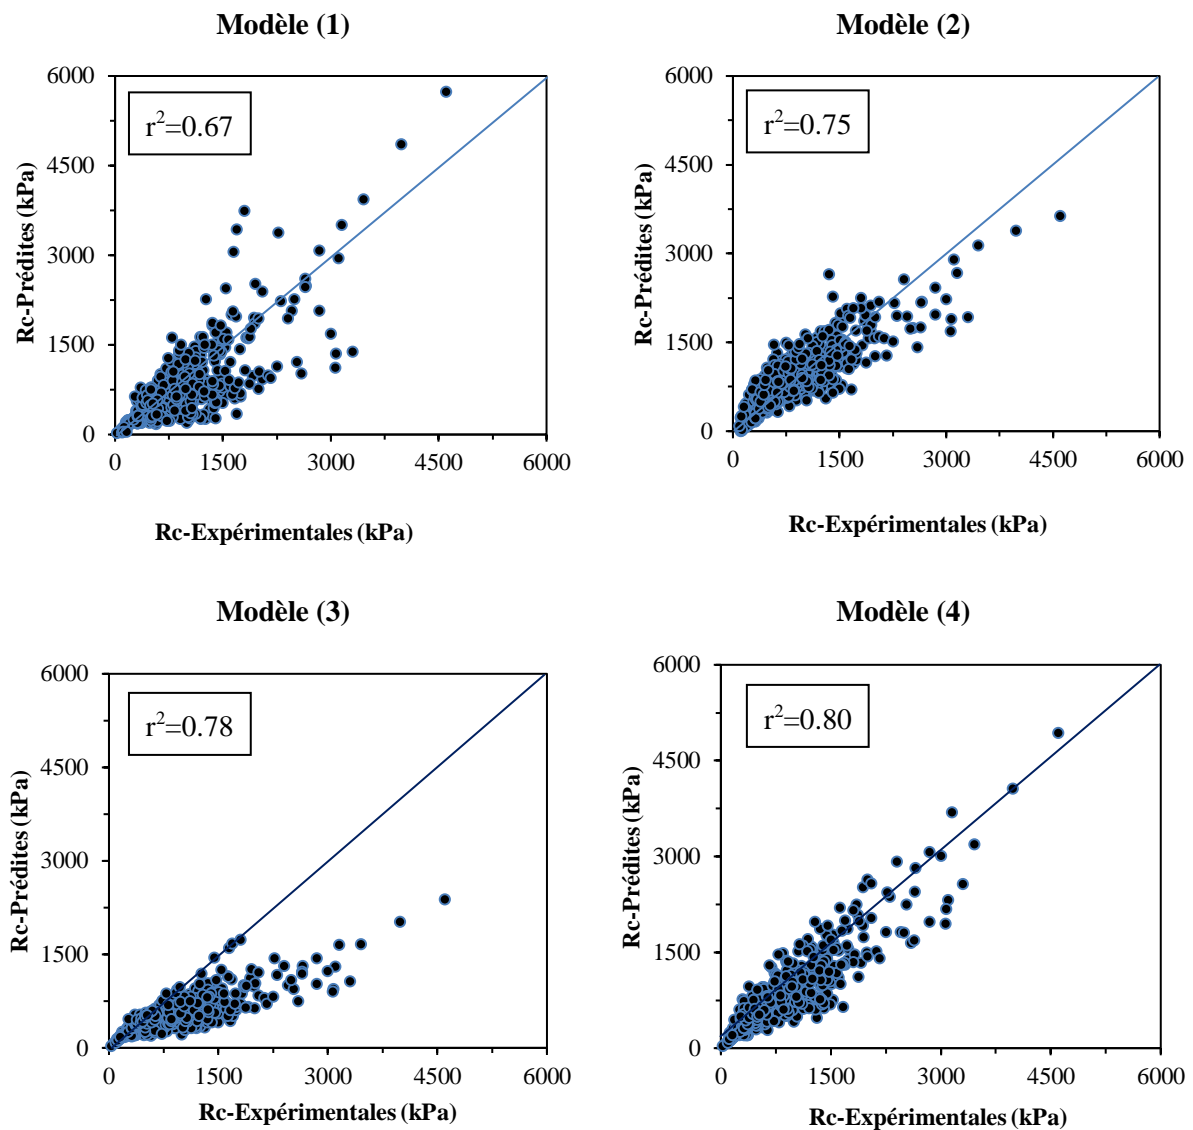 Modèle (1)
r²=0.67
Rc-Prédites (kPa)
6000
4500
3000
1500
0
0 1500 3000 4500 6000
Rc-Expérimentales (kPa)
Modèle (2)
r²=0.75
Rc-Prédites (kPa)
6000
4500
3000
1500
0
0 1500 3000 4500 6000
Rc-Expérimentales (kPa)
Modèle (3)
r²=0.78
Rc-Prédites (kPa)
6000
4500
3000
1500
0
0 1500 3000 4500 6000
Rc-Expérimentales (kPa)
Modèle (4)
r²=0.80
Rc-Prédites (kPa)
6000
4500
3000
1500
0
0 1500 3000 4500 6000
Rc-Expérimentales (kPa)